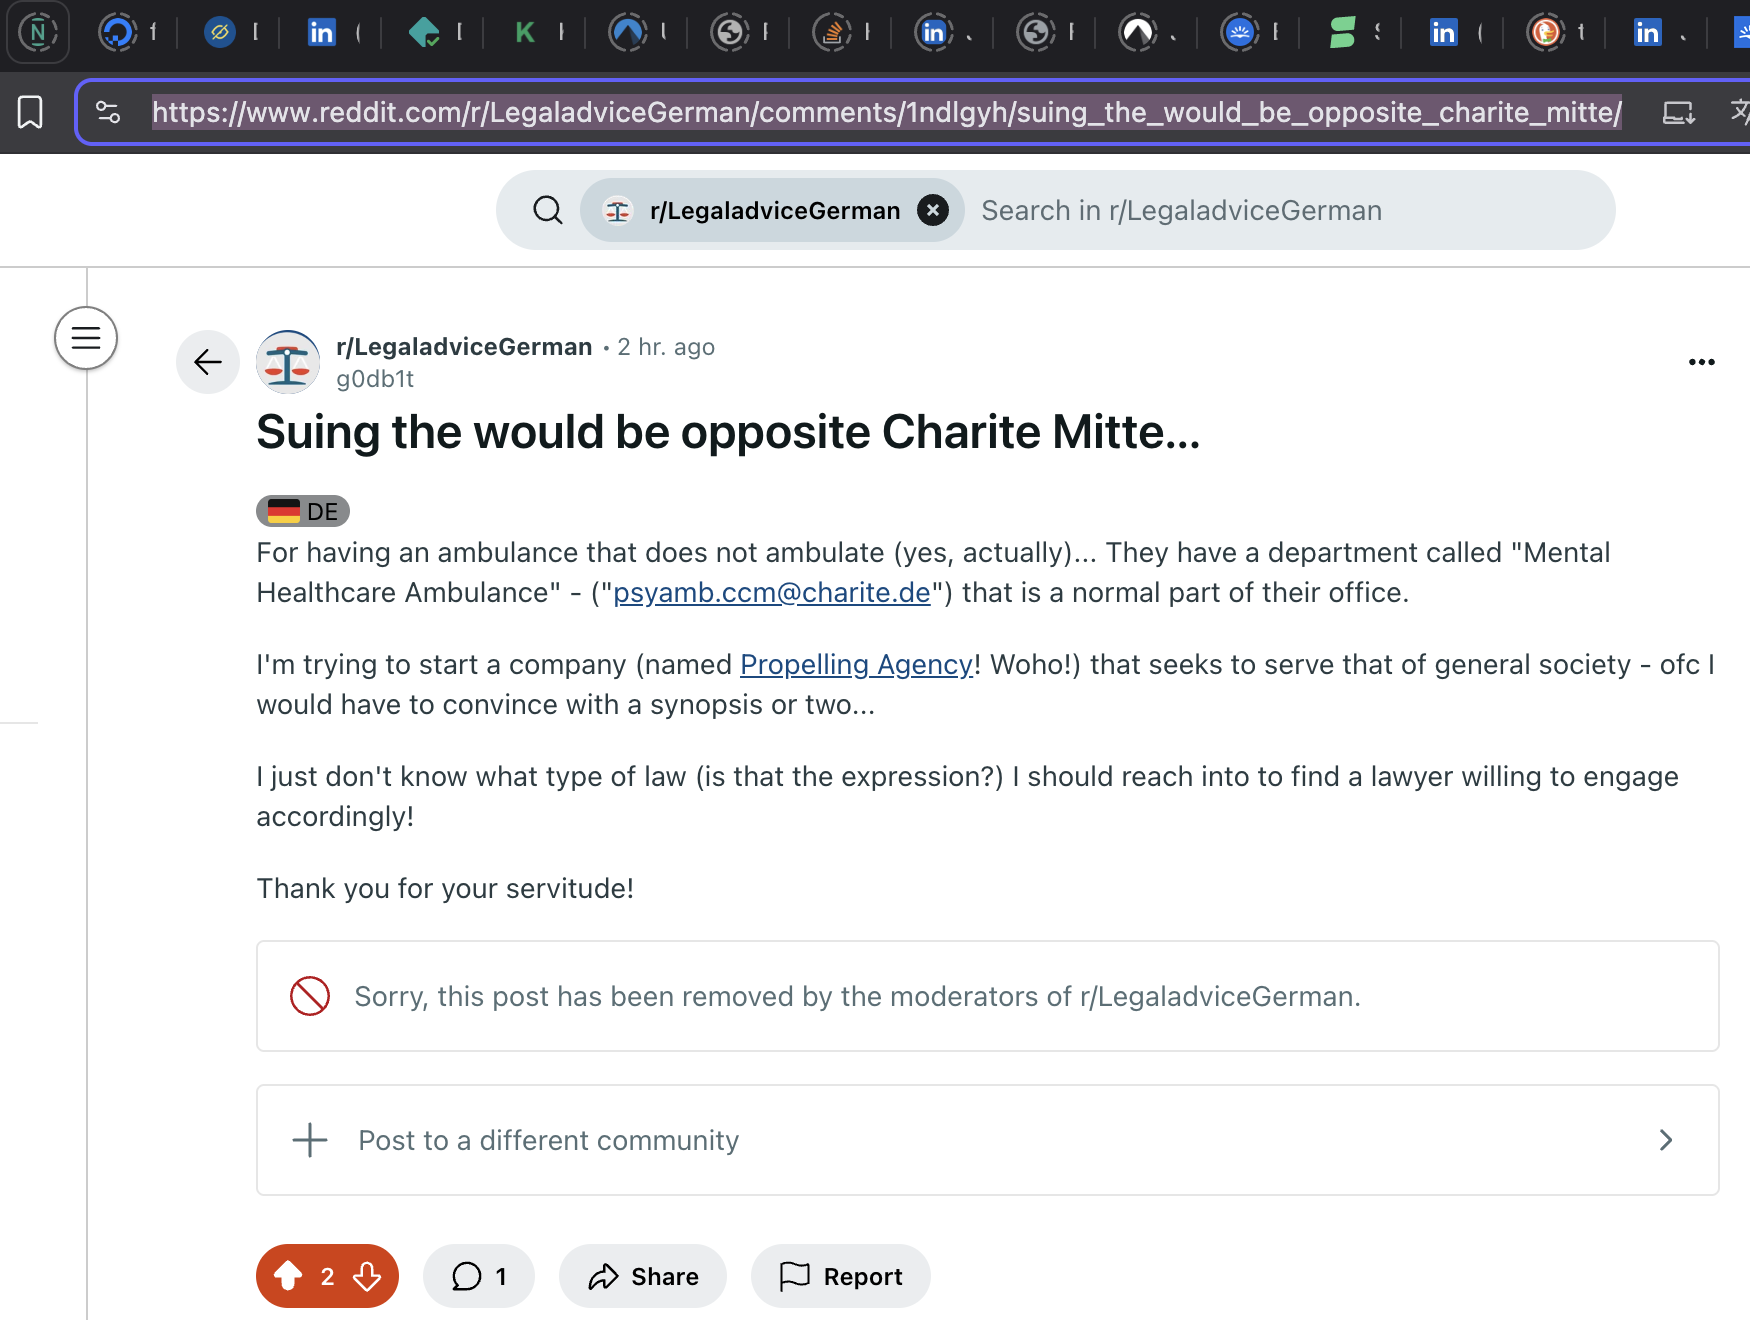 https://www.reddit.com/r/LegaladviceGerman/comments/1ndlgyh/suing_the_would_be_opposite_charite_mitte/
r/LegaladviceGerman Search in r/LegaladviceGerman
r/LegaladviceGerman • 2 hr. ago
g0db1t
Suing the would be opposite Charite Mitte...
DE
For having an ambulance that does not ambulate (yes, actually)... They have a department called "Mental
Healthcare Ambulance" - ("psyamb.ccm@charite.de") that is a normal part of their office.
I'm trying to start a company (named Propelling Agency! Woho!) that seeks to serve that of general society - ofc I
would have to convince with a synopsis or two...
I just don't know what type of law (is that the expression?) I should reach into to find a lawyer willing to engage
accordingly!
Thank you for your servitude!
Sorry, this post has been removed by the moderators of r/LegaladviceGerman.
Post to a different community
2 1 Share Report